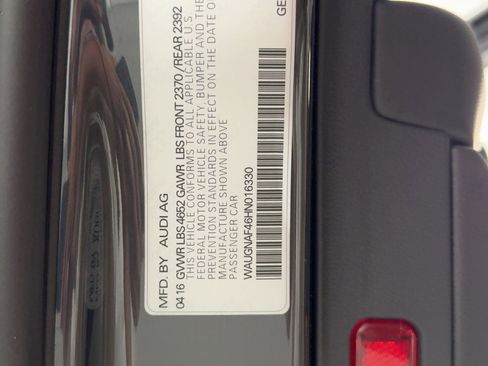 MFD. BY AUDI AG
04 16 GVWR LBS 4652 GAWR LBS FRONT 2370 / REAR 2392
THIS VEHICLE CONFORMS TO ALL APPLICABLE U S
FEDERAL MOTOR VEHICLE SAFETY, BUMPER AND THE
PREVENTION STANDARDS IN EFFECT ON THE DATE O
MANUFACTURE SHOWN ABOVE
PASSENGER CAR GE
WAUGNAF46HN016330